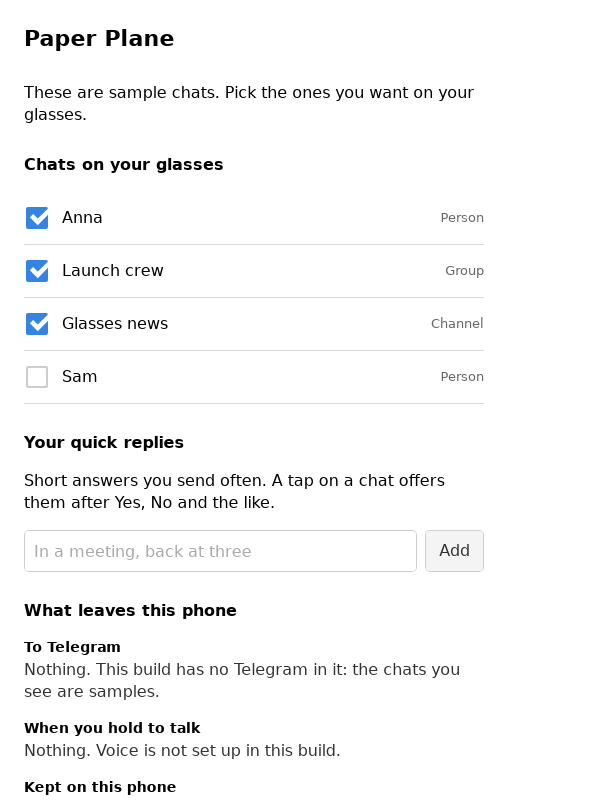 Paper Plane
These are sample chats. Pick the ones you want on your
glasses.
Chats on your glasses
Anna Person
Launch crew Group
Glasses news Channel
Sam Person
Your quick replies
Short answers you send often. A tap on a chat offers
them after Yes, No and the like.
In a meeting, back at three Add
What leaves this phone
To Telegram
Nothing. This build has no Telegram in it: the chats you
see are samples.
When you hold to talk
Nothing. Voice is not set up in this build.
Kept on this phone